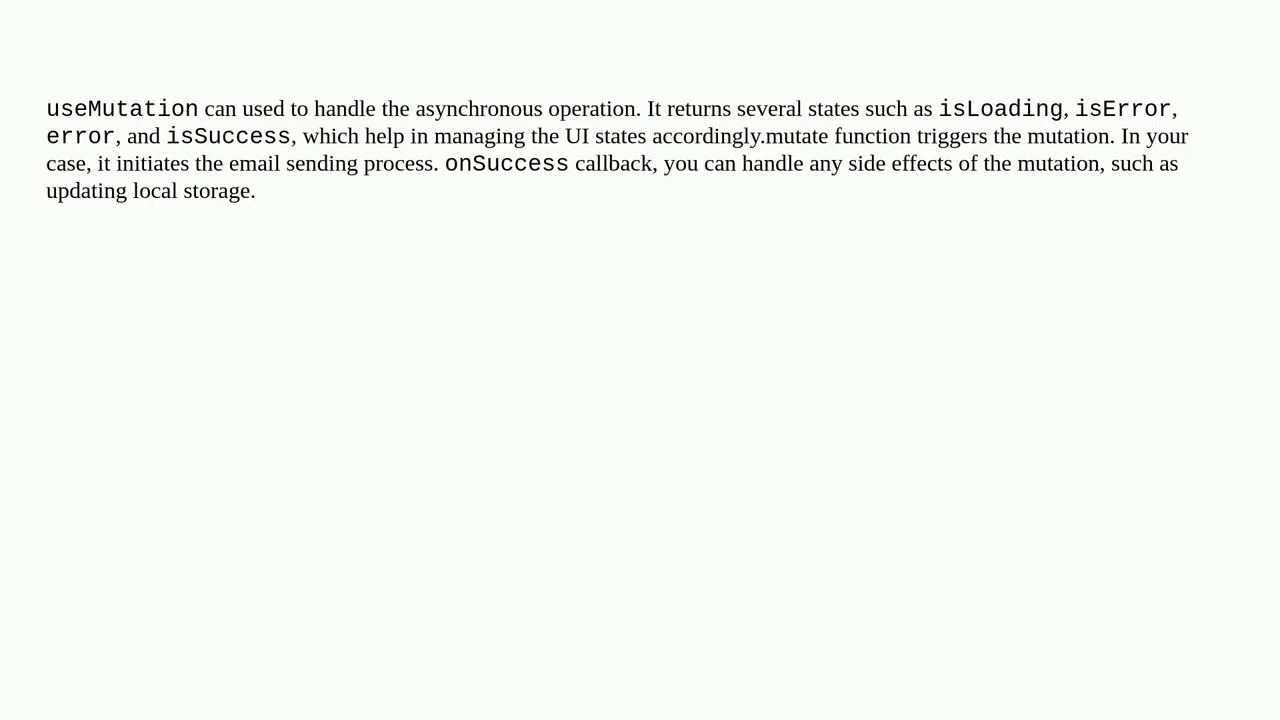 useMutation can used to handle the asynchronous operation. It returns several states such as isLoading, isError,
error, and isSuccess, which help in managing the UI states accordingly.mutate function triggers the mutation. In your
case, it initiates the email sending process. onSuccess callback, you can handle any side effects of the mutation, such as
updating local storage.